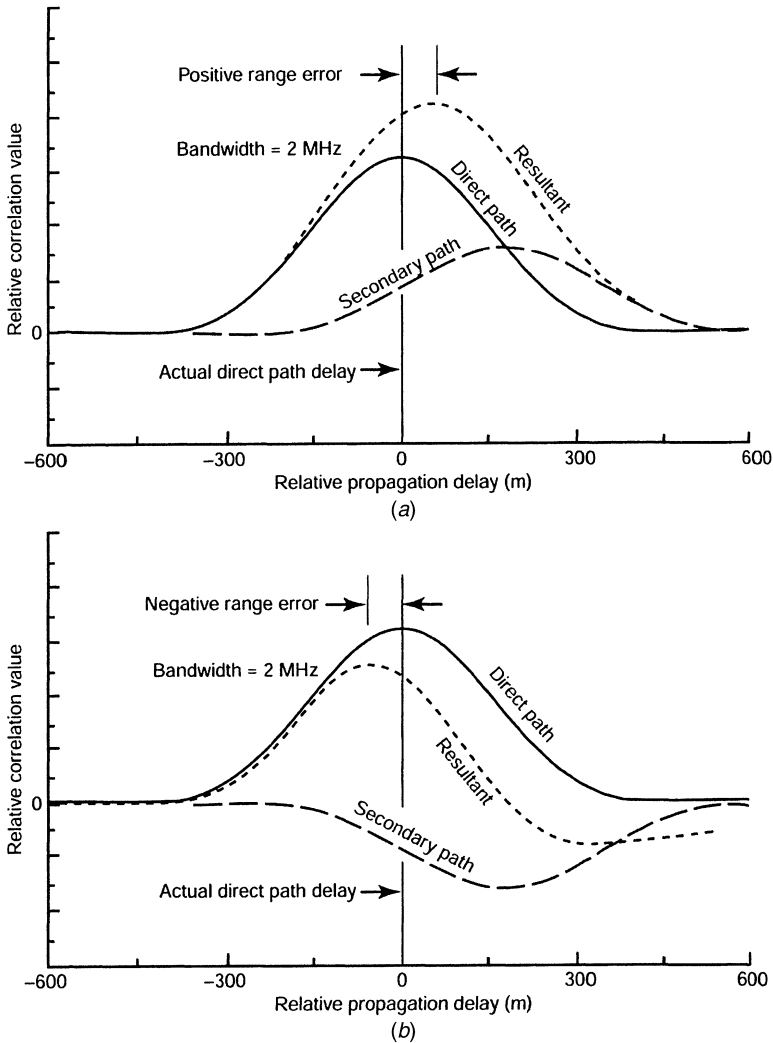 Positive range error
Bandwidth = 2 MHz
Resultant
Direct path
Secondary path
Relative correlation value
0
Actual direct path delay
−600
−300
0
300
600
Relative propagation delay (m)
(a)
Negative range error
Bandwidth = 2 MHz
Direct path
Resultant
Relative correlation value
0
Secondary path
Actual direct path delay
−600
−300
0
300
600
Relative propagation delay (m)
(b)